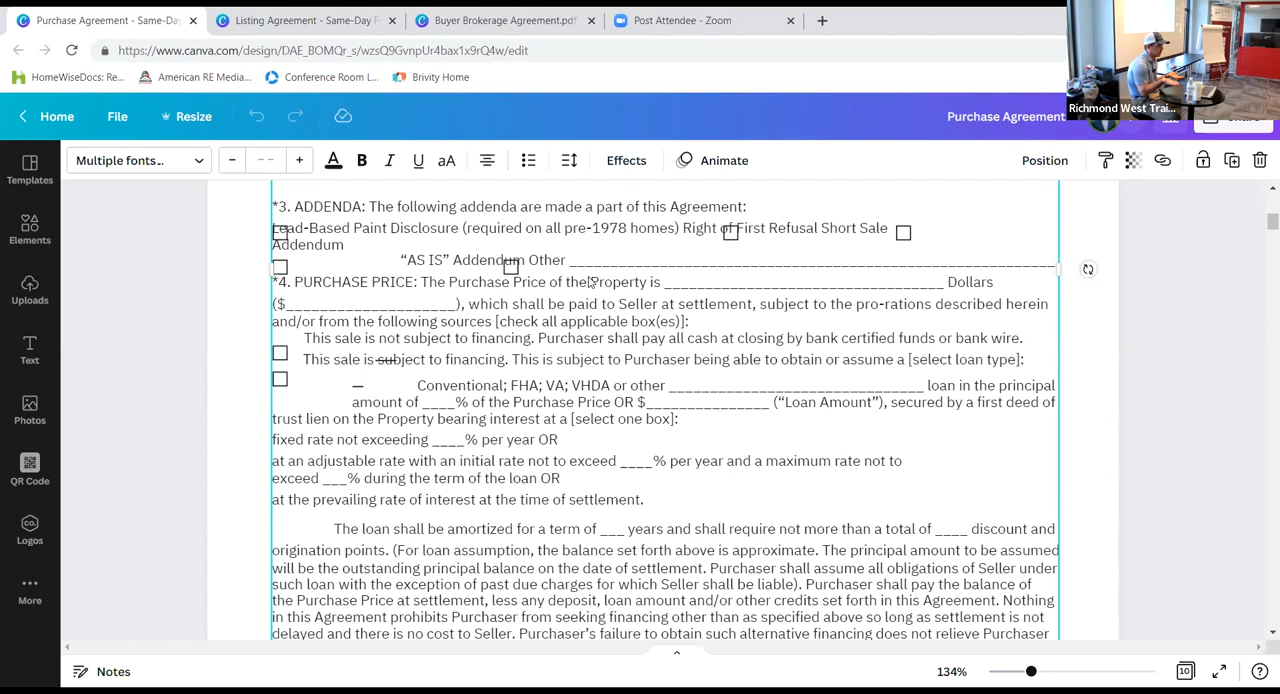 Purchase Agreement - Same-Da
Listing Agreement - Same-Day F
Buyer Brokerage Agreement.pdf
Post Attendee - Zoom
https://www.canva.com/design/DAE_BOMQr_s/wzsQ9GvnpUr4bax1x9rQ4w/edit
HomeWiseDocs: Re...
American RE Media...
Conference Room L...
Brivity Home
Richmond West Trai...
Home
File
Resize
Purchase Agreement
Multiple fonts...
– – – +
A B I U aA
Effects
Animate
Position
Templates
Elements
Uploads
Text
Photos
QR Code
Logos
More
*3. ADDENDA: The following addenda are made a part of this Agreement:
Lead-Based Paint Disclosure (required on all pre-1978 homes) Right of First Refusal Short Sale
Addendum
“AS IS” Addendum Other ______________________________________________________
*4. PURCHASE PRICE: The Purchase Price of the Property is _______________________________ Dollars
($___________________), which shall be paid to Seller at settlement, subject to the pro-rations described herein
and/or from the following sources [check all applicable box(es)]:
This sale is not subject to financing. Purchaser shall pay all cash at closing by bank certified funds or bank wire.
This sale is subject to financing. This is subject to Purchaser being able to obtain or assume a [select loan type]:
Conventional; FHA; VA; VHDA or other ____________________________ loan in the principal
amount of ____% of the Purchase Price OR $______________ (“Loan Amount”), secured by a first deed of
trust lien on the Property bearing interest at a [select one box]:
fixed rate not exceeding ____% per year OR
at an adjustable rate with an initial rate not to exceed ____% per year and a maximum rate not to
exceed ___% during the term of the loan OR
at the prevailing rate of interest at the time of settlement.
The loan shall be amortized for a term of ___ years and shall require not more than a total of ____ discount and
origination points. (For loan assumption, the balance set forth above is approximate. The principal amount to be assumed
will be the outstanding principal balance on the date of settlement. Purchaser shall assume all obligations of Seller under
such loan with the exception of past due charges for which Seller shall be liable). Purchaser shall pay the balance of
the Purchase Price at settlement, less any deposit, loan amount and/or other credits set forth in this Agreement. Nothing
in this Agreement prohibits Purchaser from seeking financing other than as specified above so long as settlement is not
delayed and there is no cost to Seller. Purchaser’s failure to obtain such alternative financing does not relieve Purchaser
Notes
134%
10